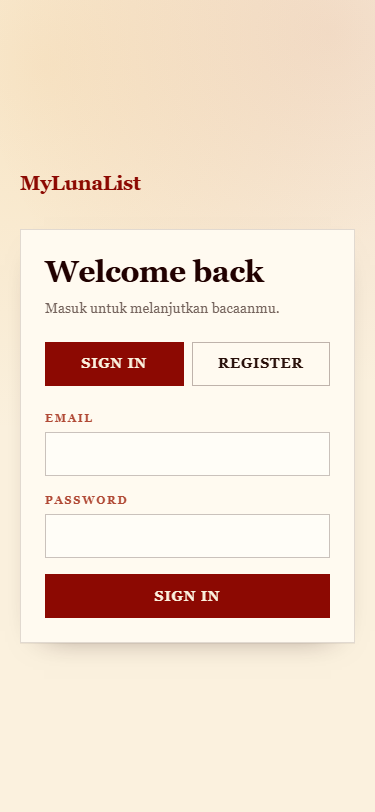 MyLunaList
Welcome back
Masuk untuk melanjutkan bacaanmu.
SIGN IN
REGISTER
EMAIL
PASSWORD
SIGN IN